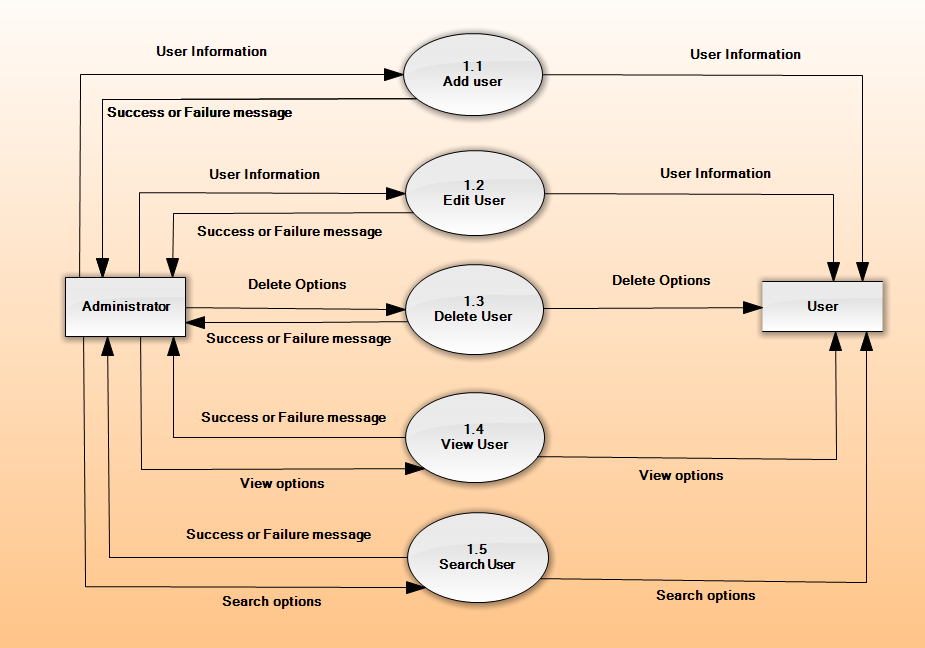 User Information
User Information
1.1
Add user
Success or Failure message
User Information
User Information
1.2
Edit User
Success or Failure message
Delete Options
Delete Options
1.3
Delete User
Administrator
User
Success or Failure message
Success or Failure message
1.4
View User
View options
View options
Success or Failure message
1.5
Search User
Search options
Search options